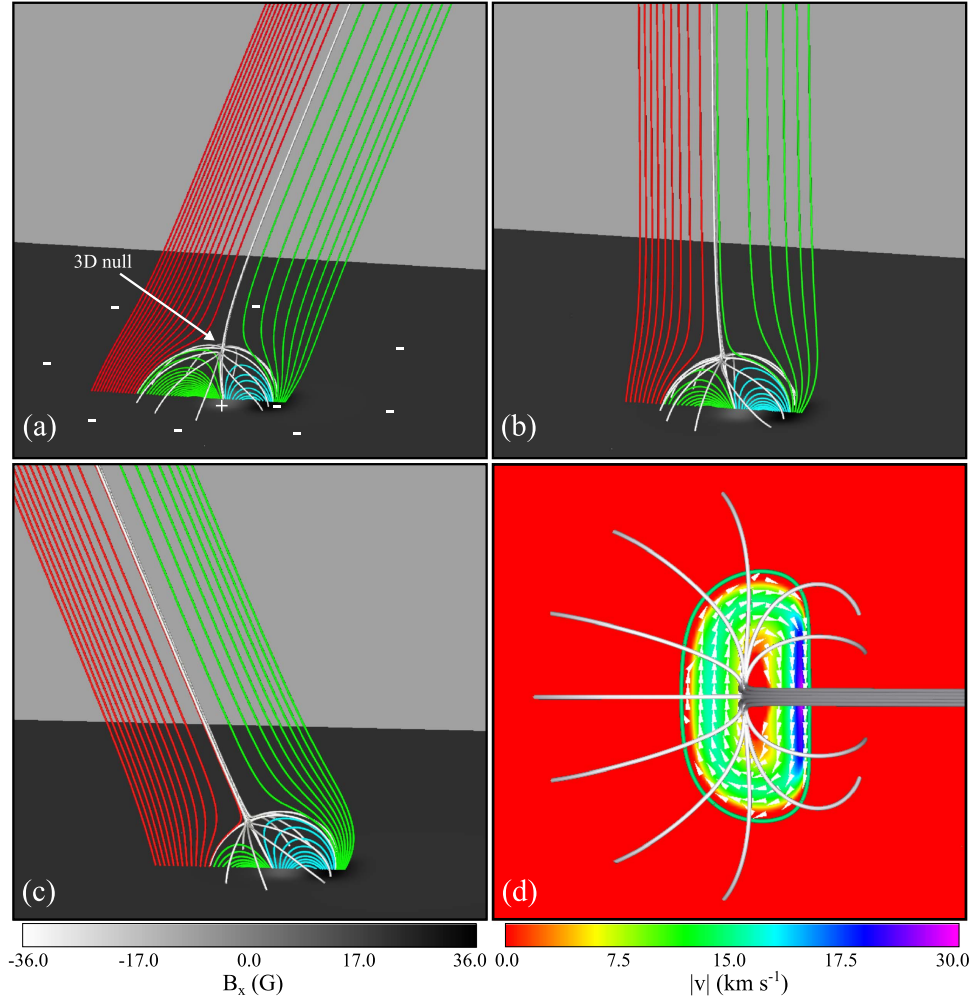 3D null
- - - - + - - - -
(a)
(b)
(c)
(d)
-36.0 -17.0 0.0 17.0 36.0
B_x (G)
0.0 7.5 15.0 22.5 30.0
|v| (km s⁻¹)